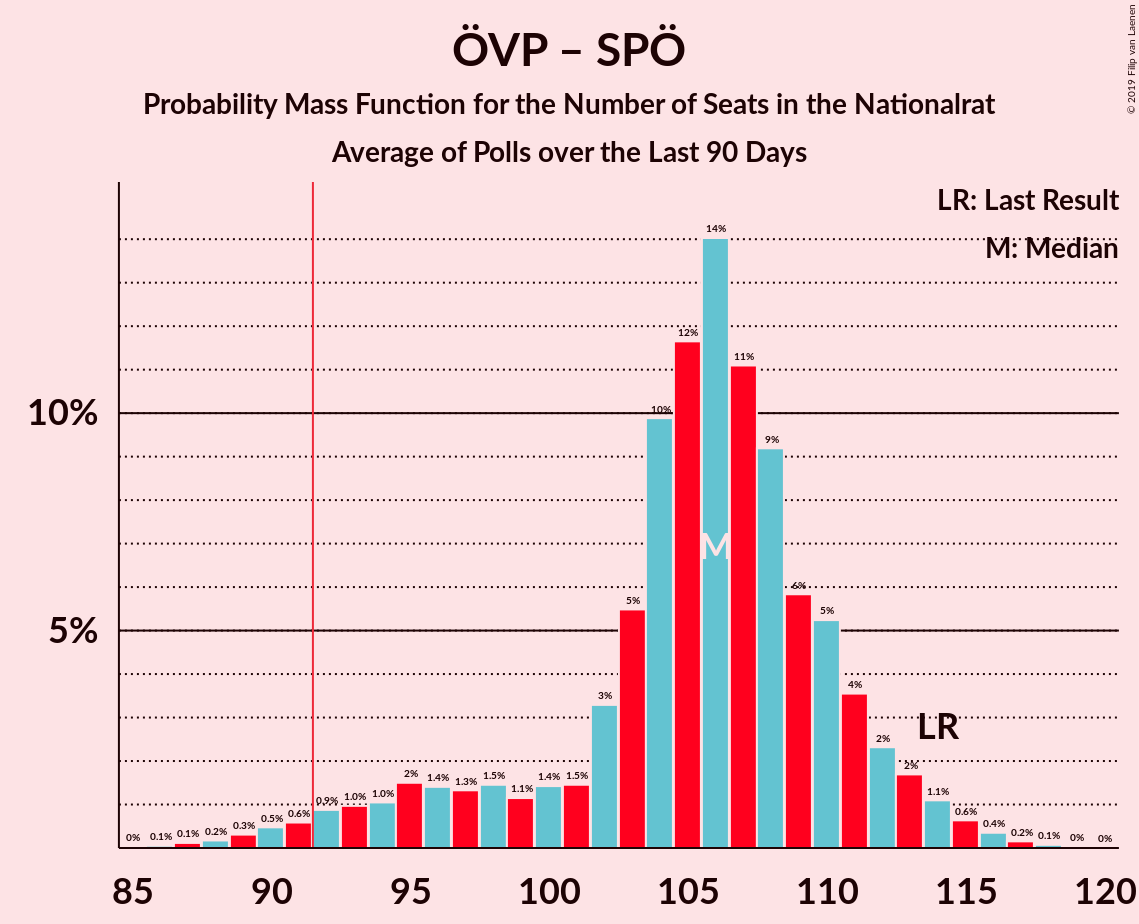 ÖVP – SPÖ
Probability Mass Function for the Number of Seats in the Nationalrat
Average of Polls over the Last 90 Days
© 2019 Filip van Laenen
LR: Last Result
M: Median
10%
5%
0% 0.1% 0.1% 0.2% 0.3% 0.5% 0.6% 0.9% 1.0% 1.0% 2% 1.4% 1.3% 1.5% 1.1% 1.4% 1.5% 3% 5% 10% 12% 14% 11% 9% 6% 5% 4% 2% 2% 1.1% 0.6% 0.4% 0.2% 0.1% 0% 0%
M
LR
85 90 95 100 105 110 115 120